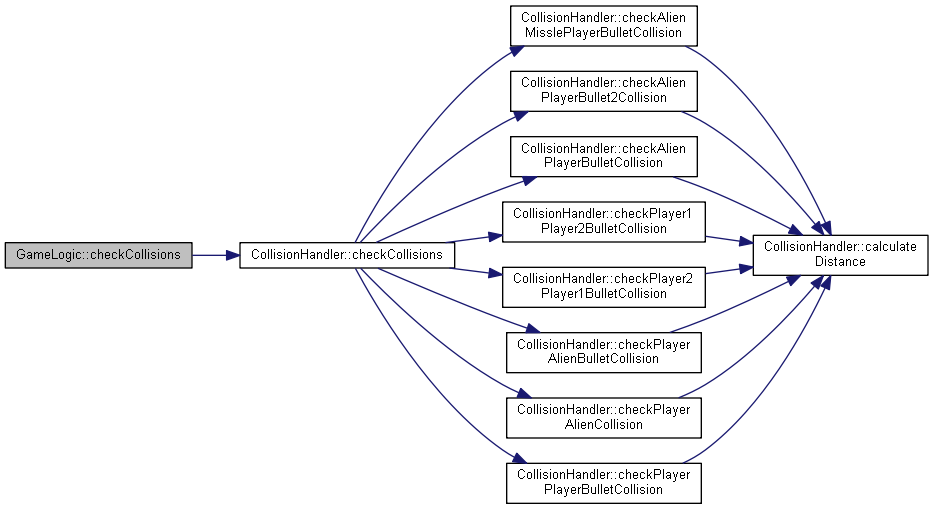 GameLogic::checkCollisions
CollisionHandler::checkCollisions
CollisionHandler::checkAlien
MisslePlayerBulletCollision
CollisionHandler::checkAlien
PlayerBullet2Collision
CollisionHandler::checkAlien
PlayerBulletCollision
CollisionHandler::checkPlayer1
Player2BulletCollision
CollisionHandler::checkPlayer2
Player1BulletCollision
CollisionHandler::checkPlayer
AlienBulletCollision
CollisionHandler::checkPlayer
AlienCollision
CollisionHandler::checkPlayer
PlayerBulletCollision
CollisionHandler::calculate
Distance